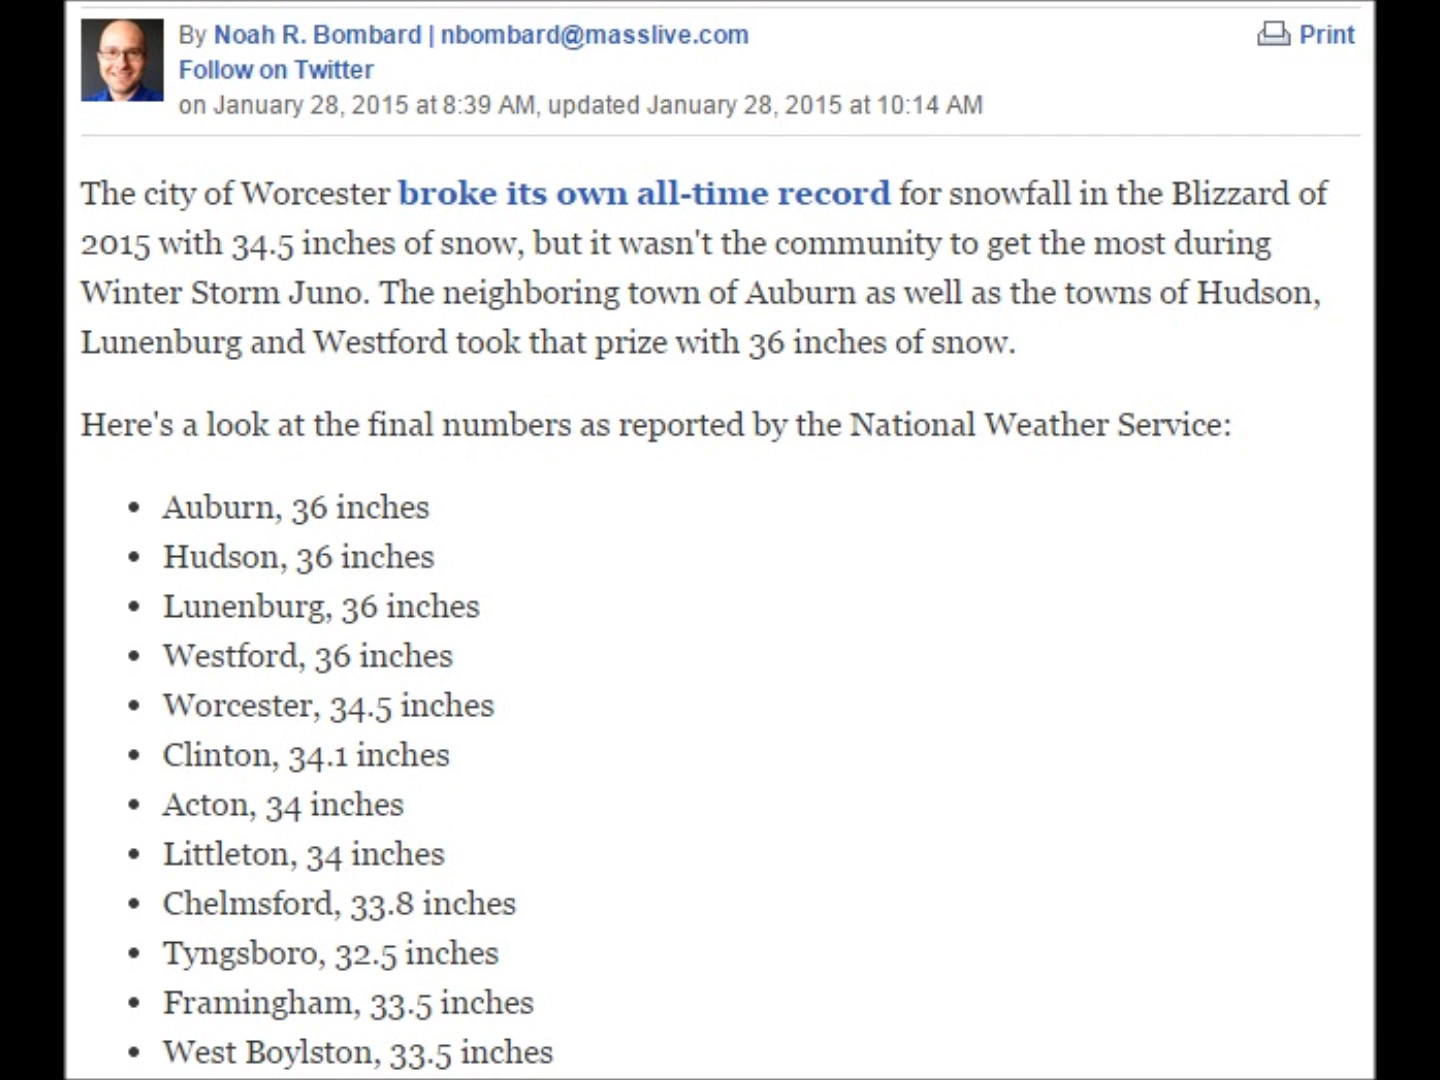 By Noah R. Bombard | nbombard@masslive.com
Print
Follow on Twitter
on January 28, 2015 at 8:39 AM, updated January 28, 2015 at 10:14 AM
The city of Worcester broke its own all-time record for snowfall in the Blizzard of
2015 with 34.5 inches of snow, but it wasn't the community to get the most during
Winter Storm Juno. The neighboring town of Auburn as well as the towns of Hudson,
Lunenburg and Westford took that prize with 36 inches of snow.
Here's a look at the final numbers as reported by the National Weather Service:
• Auburn, 36 inches
• Hudson, 36 inches
• Lunenburg, 36 inches
• Westford, 36 inches
• Worcester, 34.5 inches
• Clinton, 34.1 inches
• Acton, 34 inches
• Littleton, 34 inches
• Chelmsford, 33.8 inches
• Tyngsboro, 32.5 inches
• Framingham, 33.5 inches
• West Boylston, 33.5 inches